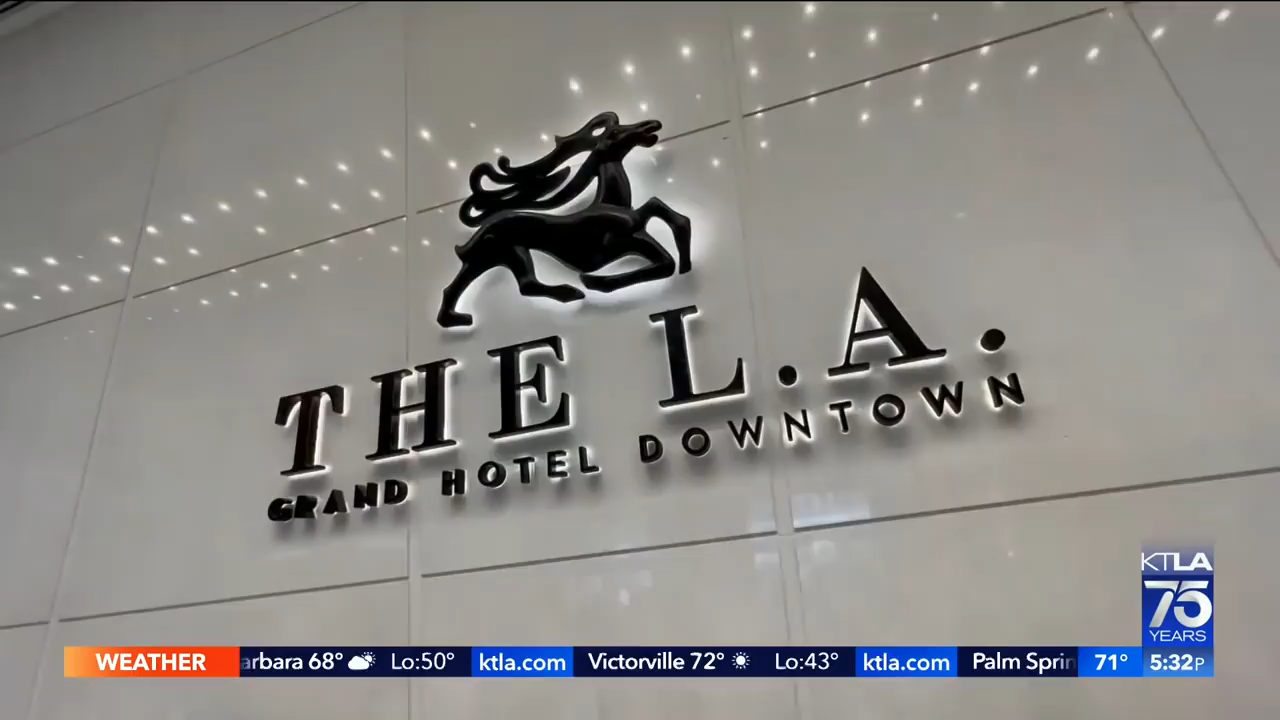 THE L.A.
GRAND HOTEL DOWNTOWN
KTLA
75
YEARS
WEATHER arbara 68° Lo:50° ktla.com Victorville 72° Lo:43° ktla.com Palm Sprin 71° 5:32P